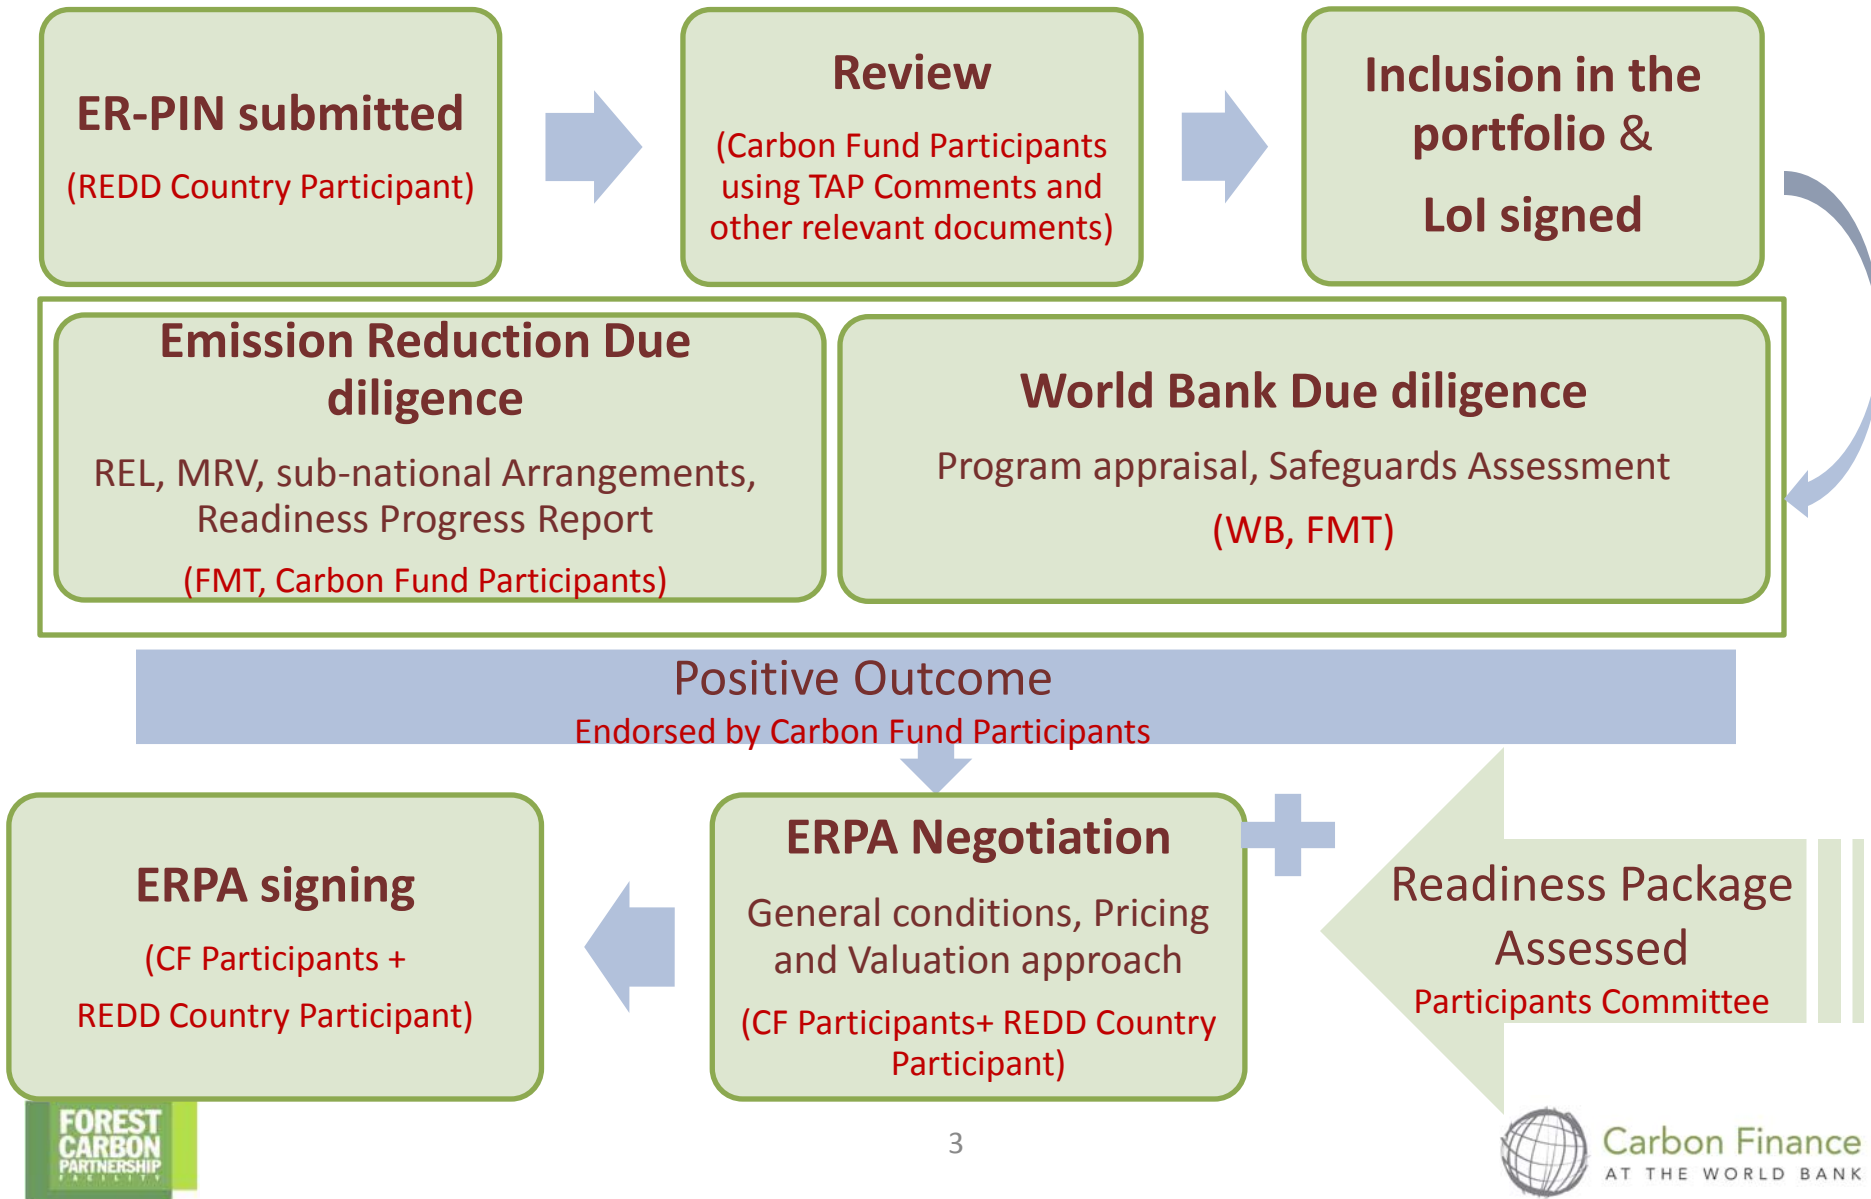 ER-PIN submitted
(REDD Country Participant)
Review
(Carbon Fund Participants
using TAP Comments and
other relevant documents)
Inclusion in the
portfolio &
LoI signed
Emission Reduction Due
diligence
REL, MRV, sub-national Arrangements,
Readiness Progress Report
(FMT, Carbon Fund Participants)
World Bank Due diligence
Program appraisal, Safeguards Assessment
(WB, FMT)
Positive Outcome
Endorsed by Carbon Fund Participants
ERPA signing
(CF Participants +
REDD Country Participant)
ERPA Negotiation
General conditions, Pricing
and Valuation approach
(CF Participants+ REDD Country
Participant)
Readiness Package
Assessed
Participants Committee
FOREST
CARBON
PARTNERSHIP
FACILITY
3
Carbon Finance
AT THE WORLD BANK